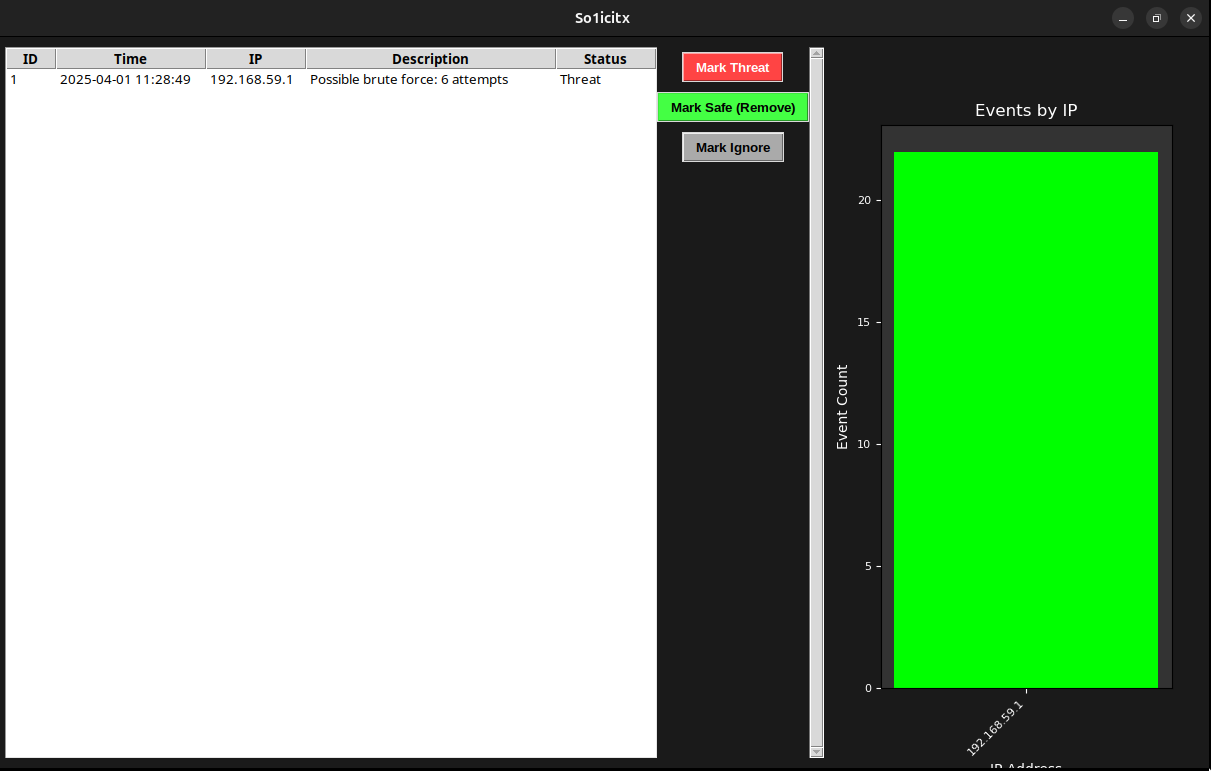 So1icitx
ID Time IP Description Status
1 2025-04-01 11:28:49 192.168.59.1 Possible brute force: 6 attempts Threat
Mark Threat
Mark Safe (Remove)
Mark Ignore
Events by IP
Event Count
20
15
10
5
0
192.168.59.1
IP Address